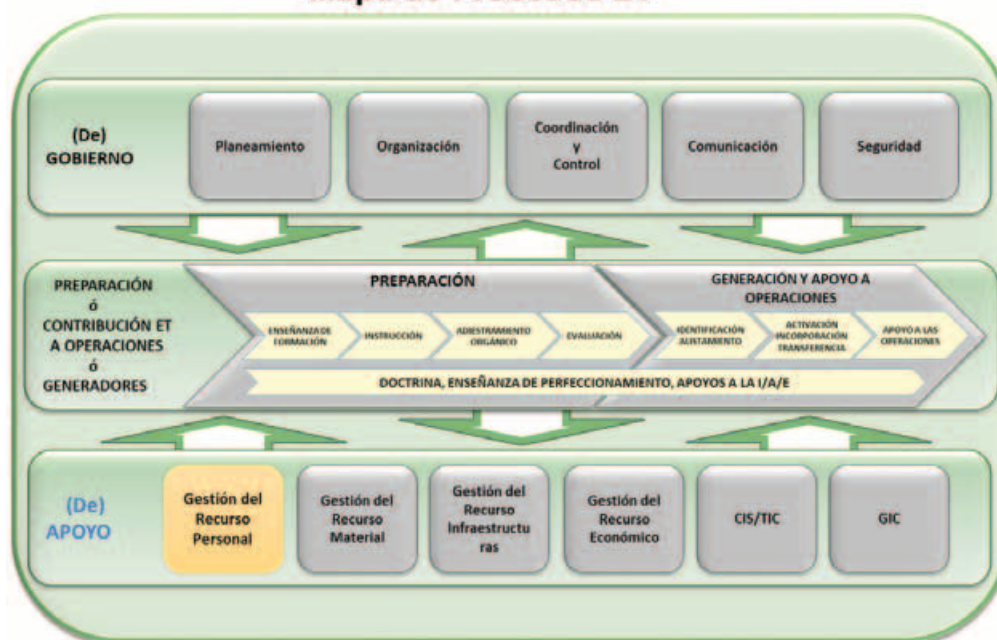 (De)
GOBIERNO
Planeamiento
Organización
Coordinación
y
Control
Comunicación
Seguridad
PREPARACIÓN
ó
CONTRIBUCIÓN ET
A OPERACIONES
ó
GENERADORES
PREPARACIÓN
GENERACIÓN Y APOYO A
OPERACIONES
ENSEÑANZA DE
FORMACIÓN
INSTRUCCIÓN
ADIESTRAMIENTO
ORGÁNICO
EVALUACIÓN
IDENTIFICACIÓN
ALISTAMIENTO
ACTIVACIÓN
INCORPORACIÓN
TRANSFERENCIA
APOYO A LAS
OPERACIONES
DOCTRINA, ENSEÑANZA DE PERFECCIONAMIENTO, APOYOS A LA I/A/E
(De)
APOYO
Gestión del
Recurso
Personal
Gestión del
Recurso
Material
Gestión del
Recurso
Infraestructu
ras
Gestión del
Recurso
Económico
CIS/TIC
GIC